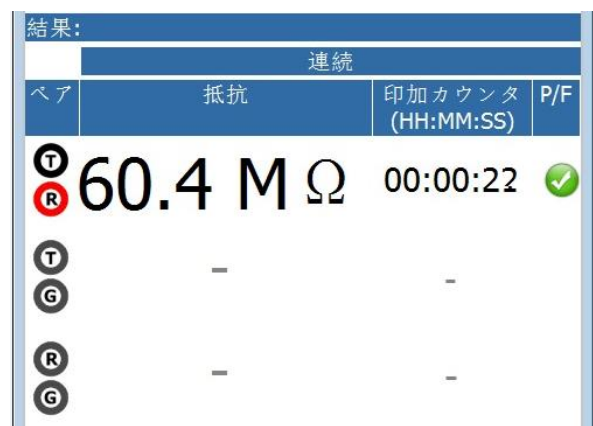 結果:
連続
ペア 抵抗 印加カウンタ P/F
(HH:MM:SS)
T
R 60.4 M Ω 00:00:22
T
G - -
R
G - -